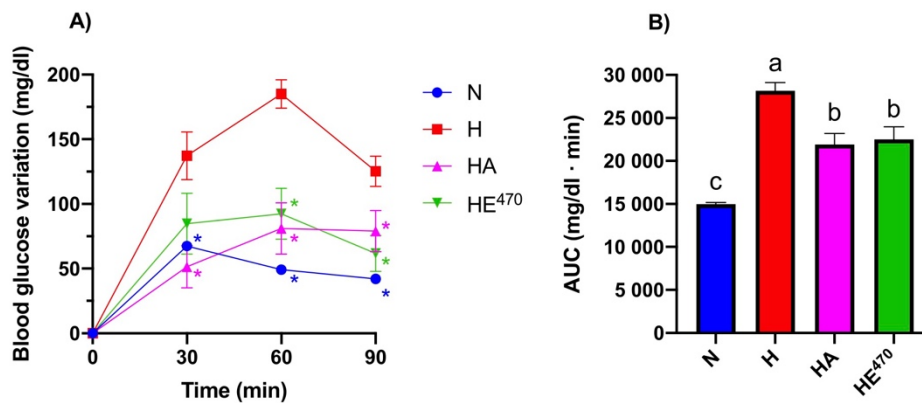 A)
Blood glucose variation (mg/dl)
200
150
100
50
0
0 30 60 90
Time (min)
* * * * * * * *
N
H
HA
HE⁴⁷⁰
B)
AUC (mg/dl · min)
30 000
25 000
20 000
15 000
10 000
5 000
0
c a b b
N H HA HE⁴⁷⁰